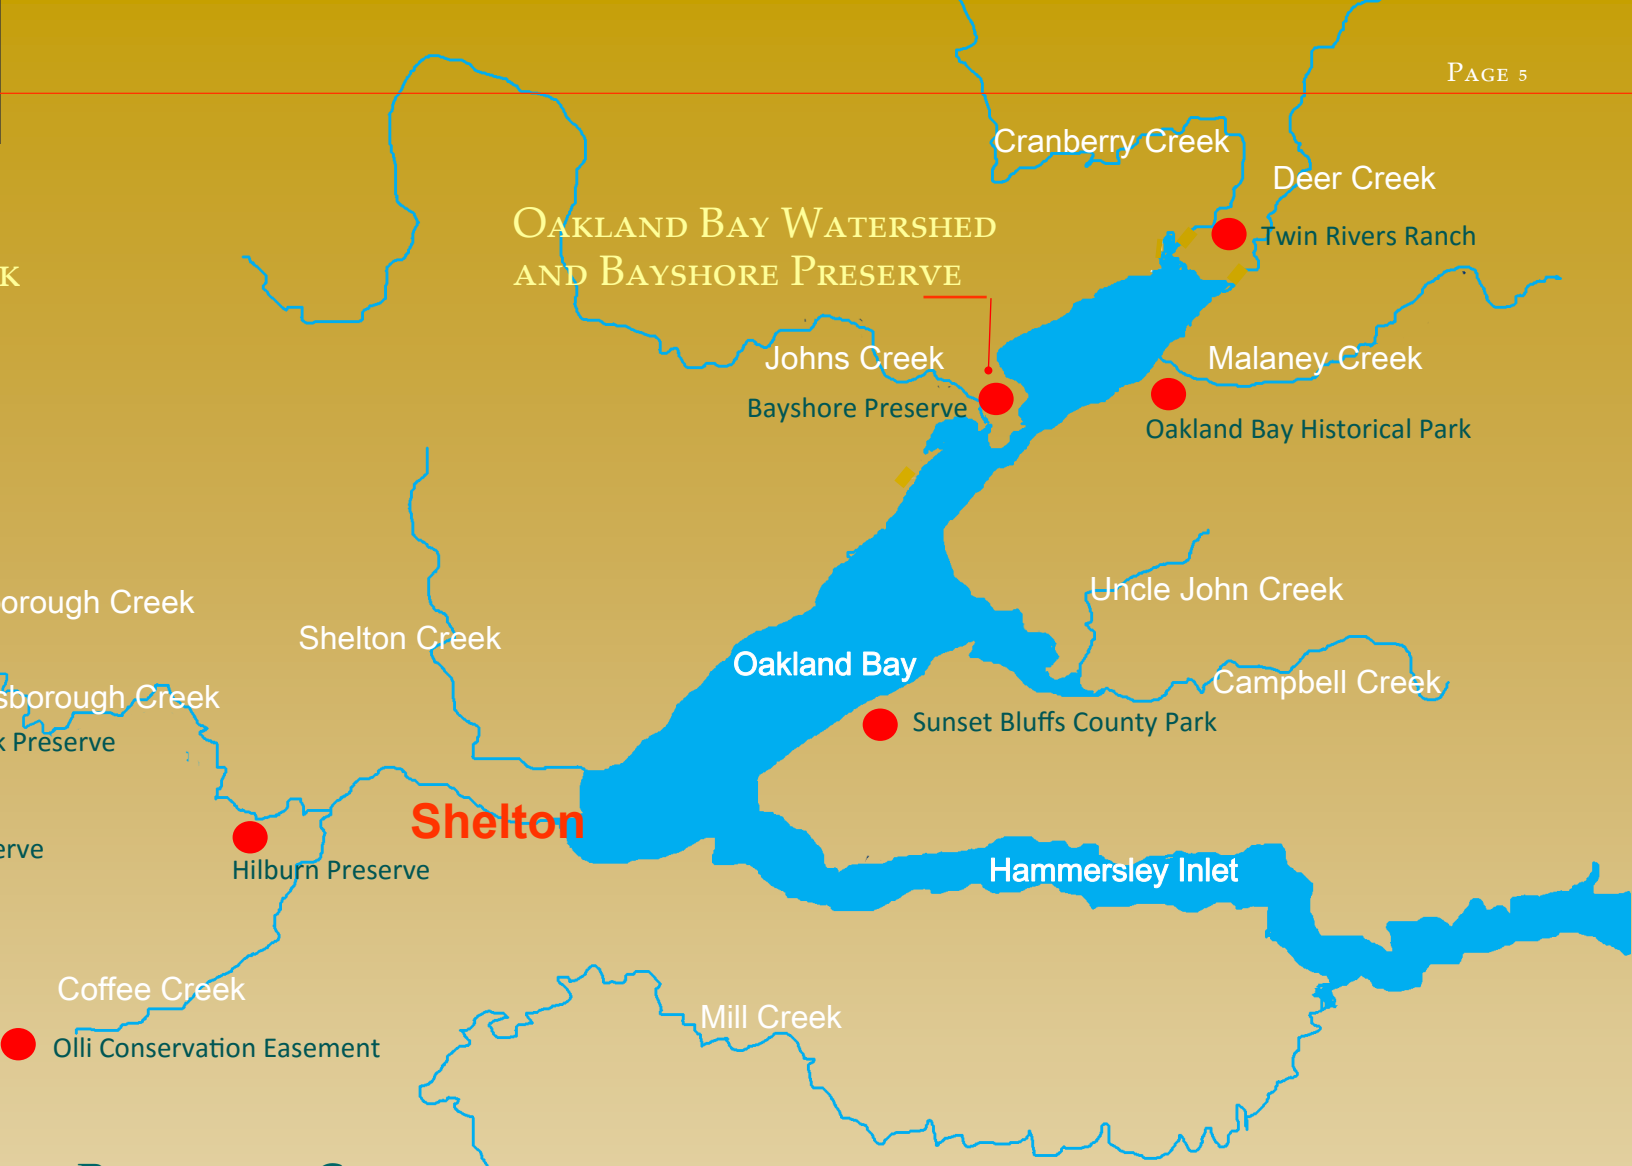 Page 5
Cranberry Creek
Deer Creek
Oakland Bay Watershed
and Bayshore Preserve
Twin Rivers Ranch
k
Johns Creek
Malaney Creek
Bayshore Preserve
Oakland Bay Historical Park
orough Creek
Uncle John Creek
Shelton Creek
Oakland Bay
Campbell Creek
sborough Creek
Sunset Bluffs County Park
k Preserve
Shelton
erve
Hilburn Preserve
Hammersley Inlet
Coffee Creek
Mill Creek
Olli Conservation Easement